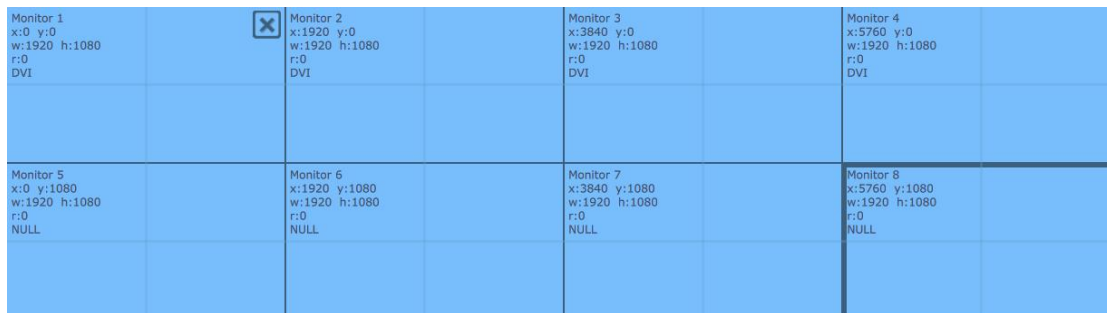 Monitor 1
x:0 y:0
w:1920 h:1080
r:0
DVI
Monitor 2
x:1920 y:0
w:1920 h:1080
r:0
DVI
Monitor 3
x:3840 y:0
w:1920 h:1080
r:0
DVI
Monitor 4
x:5760 y:0
w:1920 h:1080
r:0
DVI
Monitor 5
x:0 y:1080
w:1920 h:1080
r:0
NULL
Monitor 6
x:1920 y:1080
w:1920 h:1080
r:0
NULL
Monitor 7
x:3840 y:1080
w:1920 h:1080
r:0
NULL
Monitor 8
x:5760 y:1080
w:1920 h:1080
r:0
NULL